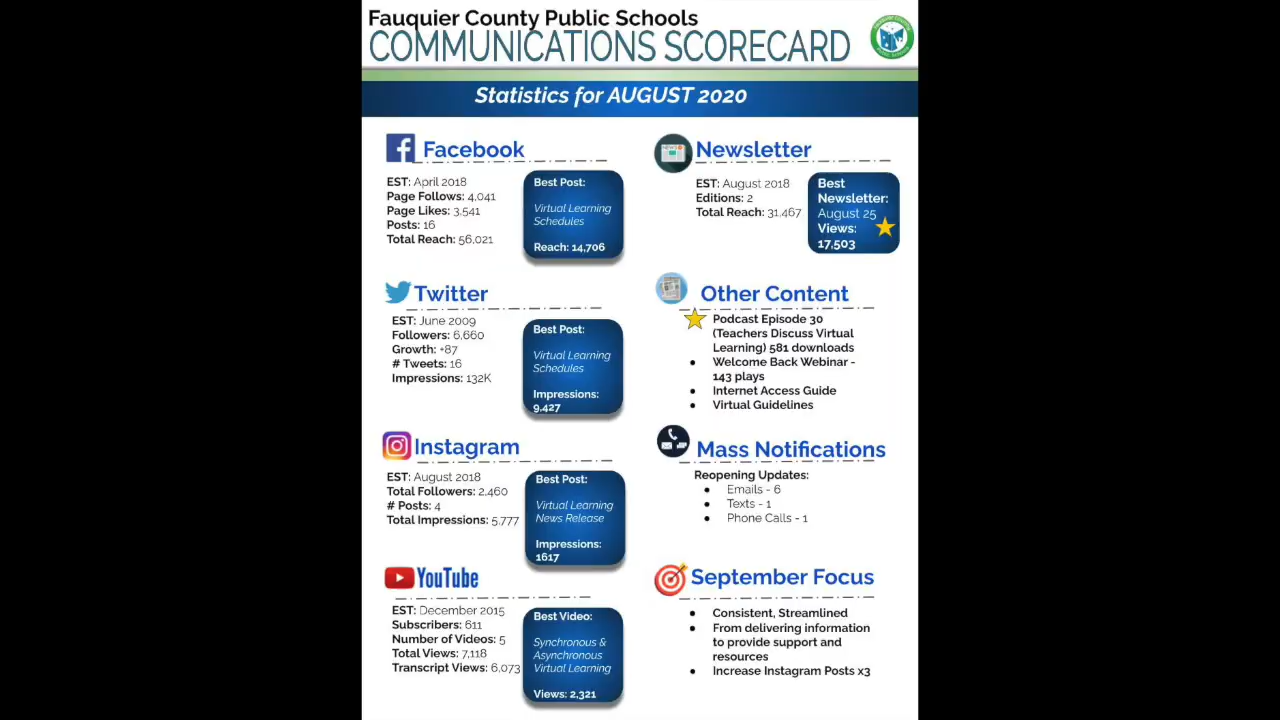 Fauquier County Public Schools
COMMUNICATIONS SCORECARD
Statistics for AUGUST 2020
Facebook
EST: April 2018
Page Follows: 4,041
Page Likes: 3,541
Posts: 16
Total Reach: 56,021
Best Post:
Virtual Learning
Schedules
Reach: 14,706
Twitter
EST: June 2009
Followers: 6,660
Growth: +87
# Tweets: 16
Impressions: 132K
Best Post:
Virtual Learning
Schedules
Impressions:
9,427
Instagram
EST: August 2018
Total Followers: 2,460
# Posts: 4
Total Impressions: 5,777
Best Post:
Virtual Learning
News Release
Impressions:
1617
YouTube
EST: December 2015
Subscribers: 611
Number of Videos: 5
Total Views: 7,118
Transcript Views: 6,073
Best Video:
Synchronous &
Asynchronous
Virtual Learning
Views: 2,321
Newsletter
EST: August 2018
Editions: 2
Total Reach: 31,467
Best
Newsletter:
August 25
Views:
17,503
Other Content
Podcast Episode 30
(Teachers Discuss Virtual
Learning) 581 downloads
● Welcome Back Webinar -
143 plays
● Internet Access Guide
● Virtual Guidelines
Mass Notifications
Reopening Updates:
● Emails - 6
● Texts - 1
● Phone Calls - 1
September Focus
● Consistent, Streamlined
● From delivering information
to provide support and
resources
● Increase Instagram Posts x3